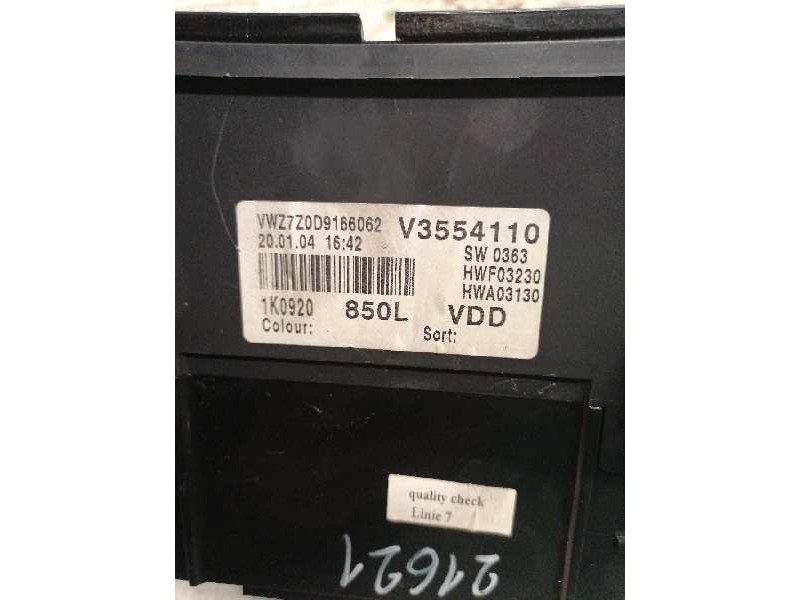 VWZ7Z0D9166062 V3554110
20.01.04 16:42 SW 0363
HWF03230
HWA03130
1K0920 850L VDD
Colour: Sort:
quality check
Linie 7
21621